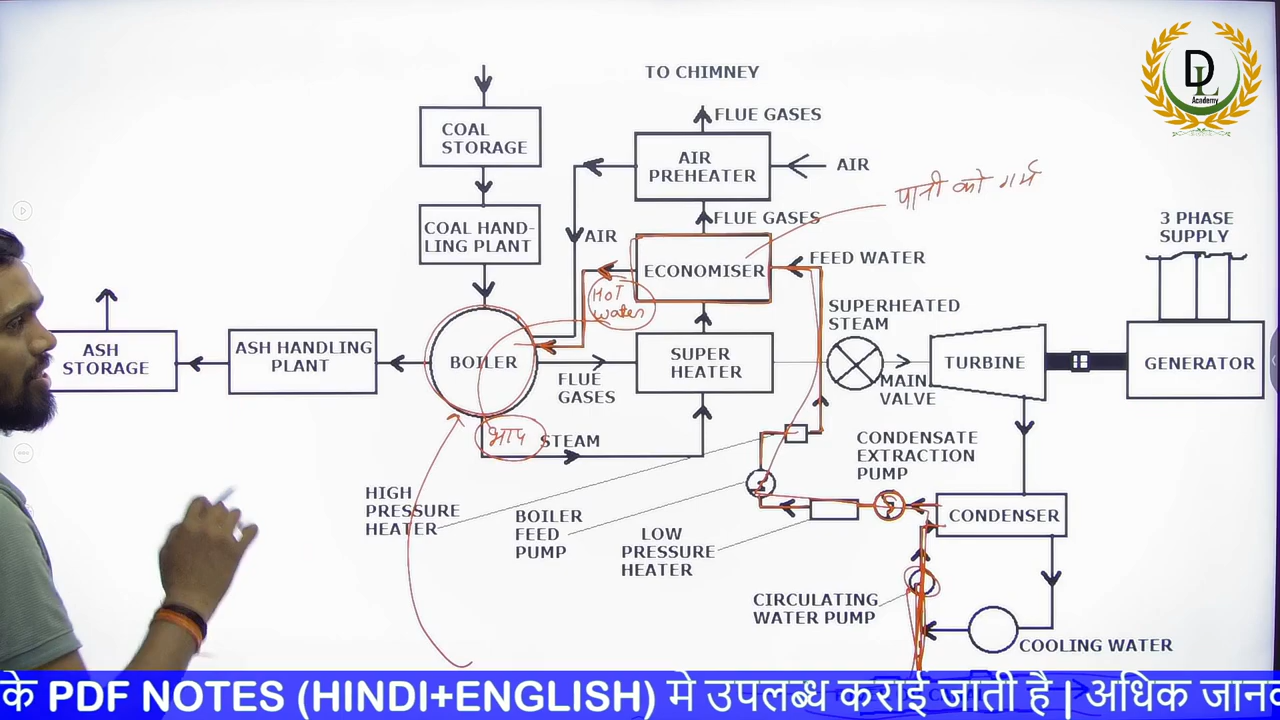 TO CHIMNEY
FLUE GASES
D
L
Academy
COAL
STORAGE
AIR
PREHEATER
AIR
COAL HAND-
LING PLANT
AIR
FLUE GASES
पानी को गर्म
3 PHASE
SUPPLY
ECONOMISER
FEED WATER
HOT
water
SUPERHEATED
STEAM
ASH
STORAGE
ASH HANDLING
PLANT
BOILER
FLUE
GASES
SUPER
HEATER
MAIN
VALVE
TURBINE
GENERATOR
भाप
STEAM
CONDENSATE
EXTRACTION
PUMP
HIGH
PRESSURE
HEATER
BOILER
FEED
PUMP
LOW
PRESSURE
HEATER
CONDENSER
CIRCULATING
WATER PUMP
COOLING WATER
के PDF NOTES (HINDI+ENGLISH) में उपलब्ध कराई जाती है | अधिक